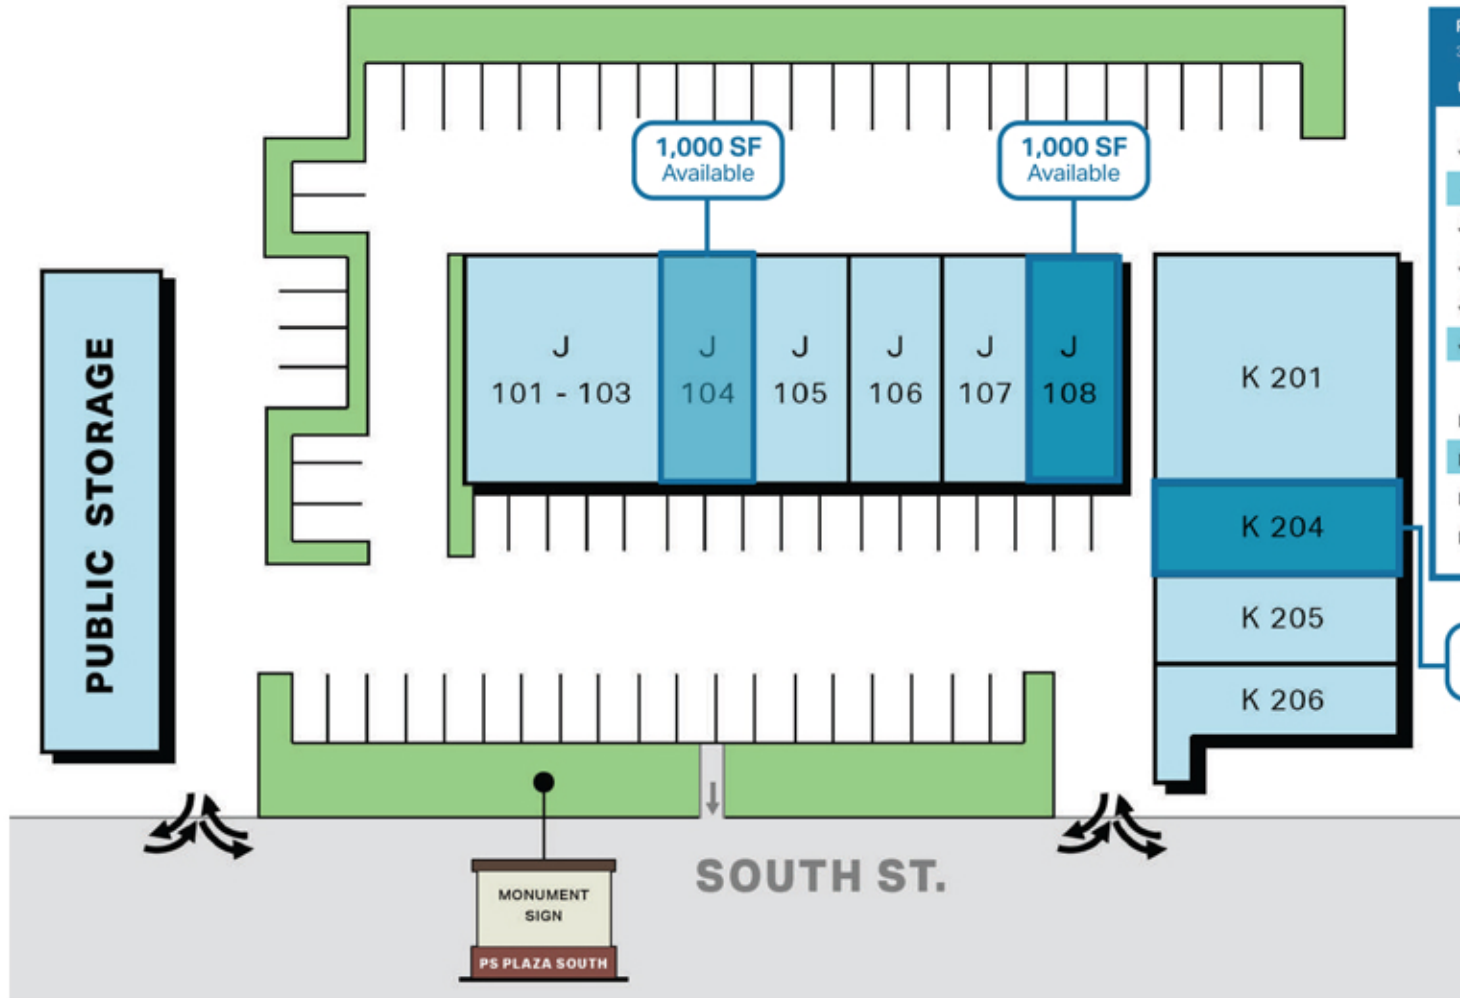 1,000 SF
Available
1,000 SF
Available
J
101 - 103
J
104
J
105
J
106
J
107
J
108
K 201
K 204
K 205
K 206
PUBLIC STORAGE
SOUTH ST.
MONUMENT
SIGN
PS PLAZA SOUTH